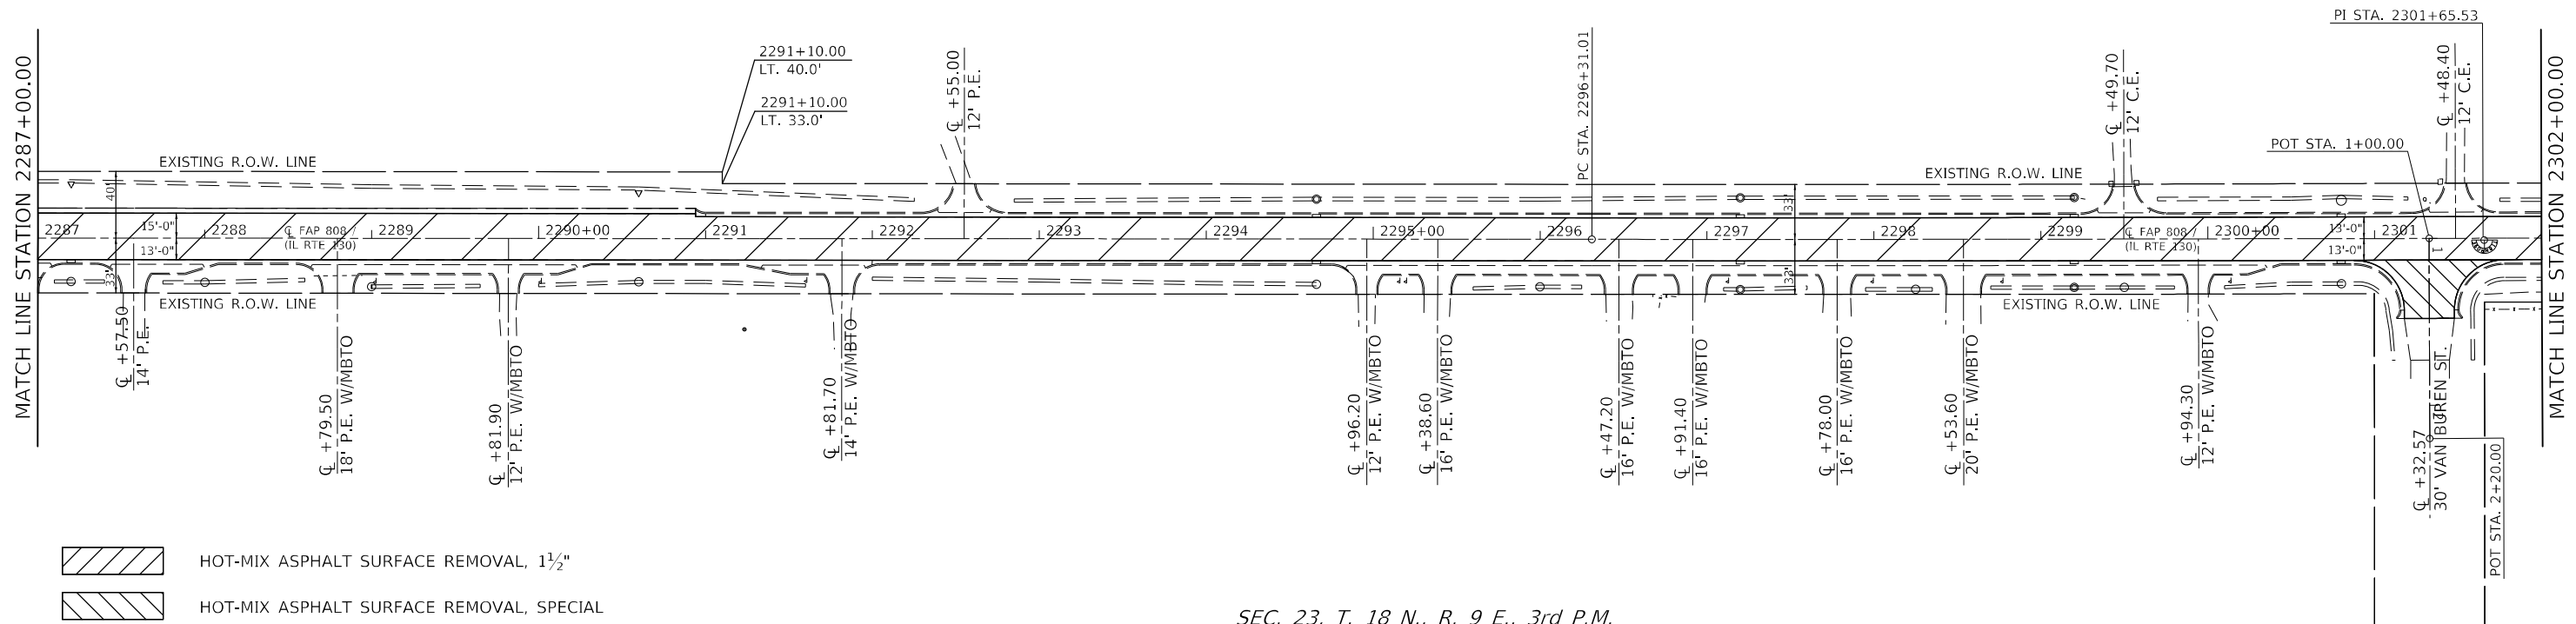 MATCH LINE STATION 2287+00.00
EXISTING R.O.W. LINE
2291+10.00
LT. 40.0'
2291+10.00
LT. 33.0'
℄ +55.00
12' P.E.
PC STA. 2296+31.01
EXISTING R.O.W. LINE
℄ +49.70
12' C.E.
POT STA. 1+00.00
PI STA. 2301+65.53
℄ +48.40
12' C.E.
MATCH LINE STATION 2302+00.00
40'
33'
15'-0"
13'-0"
2287
2288
℄ FAP 808 /
(IL RTE 130)
2289
2290+00
2291
2292
2293
2294
2295+00
2296
2297
33'
33'
2298
2299
℄ FAP 808 /
(IL RTE 130)
2300+00
13'-0"
13'-0"
2301
1
EXISTING R.O.W. LINE
EXISTING R.O.W. LINE
℄ +57.50
14' P.E.
℄ +79.50
18' P.E. W/MBTO
℄ +81.90
12' P.E. W/MBTO
℄ +81.70
14' P.E. W/MBTO
℄ +96.20
12' P.E. W/MBTO
℄ +38.60
16' P.E. W/MBTO
℄ +47.20
16' P.E. W/MBTO
℄ +91.40
16' P.E. W/MBTO
℄ +78.00
16' P.E. W/MBTO
℄ +53.60
20' P.E. W/MBTO
℄ +94.30
12' P.E. W/MBTO
℄ +32.57
30' VAN BUREN ST.
POT STA. 2+20.00
HOT-MIX ASPHALT SURFACE REMOVAL, 1½"
HOT-MIX ASPHALT SURFACE REMOVAL, SPECIAL
SEC. 23, T. 18 N., R. 9 E., 3rd P.M.